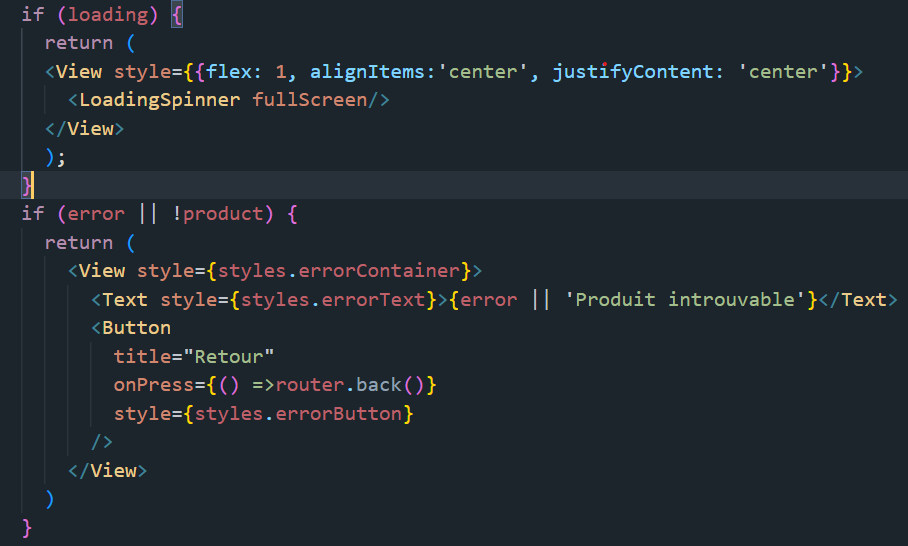 if (loading) {
  return (
  <View style={{flex: 1, alignItems:'center', justifyContent: 'center'}}>
    <LoadingSpinner fullScreen/>
  </View>
  );
}
if (error || !product) {
  return (
    <View style={styles.errorContainer}>
      <Text style={styles.errorText}>{error || 'Produit introuvable'}</Text>
      <Button
        title="Retour"
        onPress={() =>router.back()}
        style={styles.errorButton}
      />
    </View>
  )
}